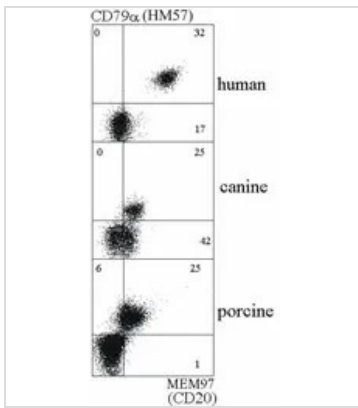 CD79α (HM57)
0 32
human
17
0 25
canine
42
6 25
porcine
1
MEM97
(CD20)